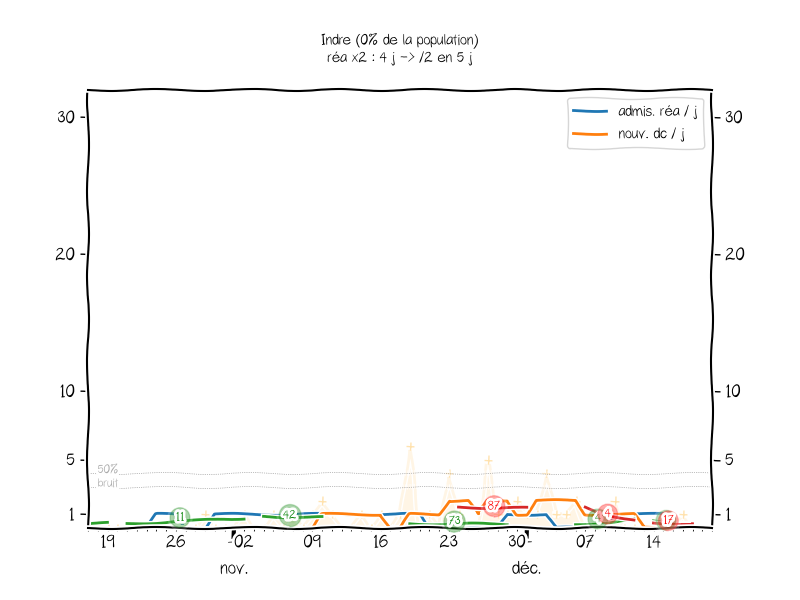 Indre (0% de la population)
réa x2 : 4 j -> /2 en 5 j
admis. réa / j
nouv. dc / j
30 30
20 20
10 10
5 5
50%
bruit
87
11 42 73 4 4 17
1 1
19 26 02 09 16 23 30 07 14
nov. déc.